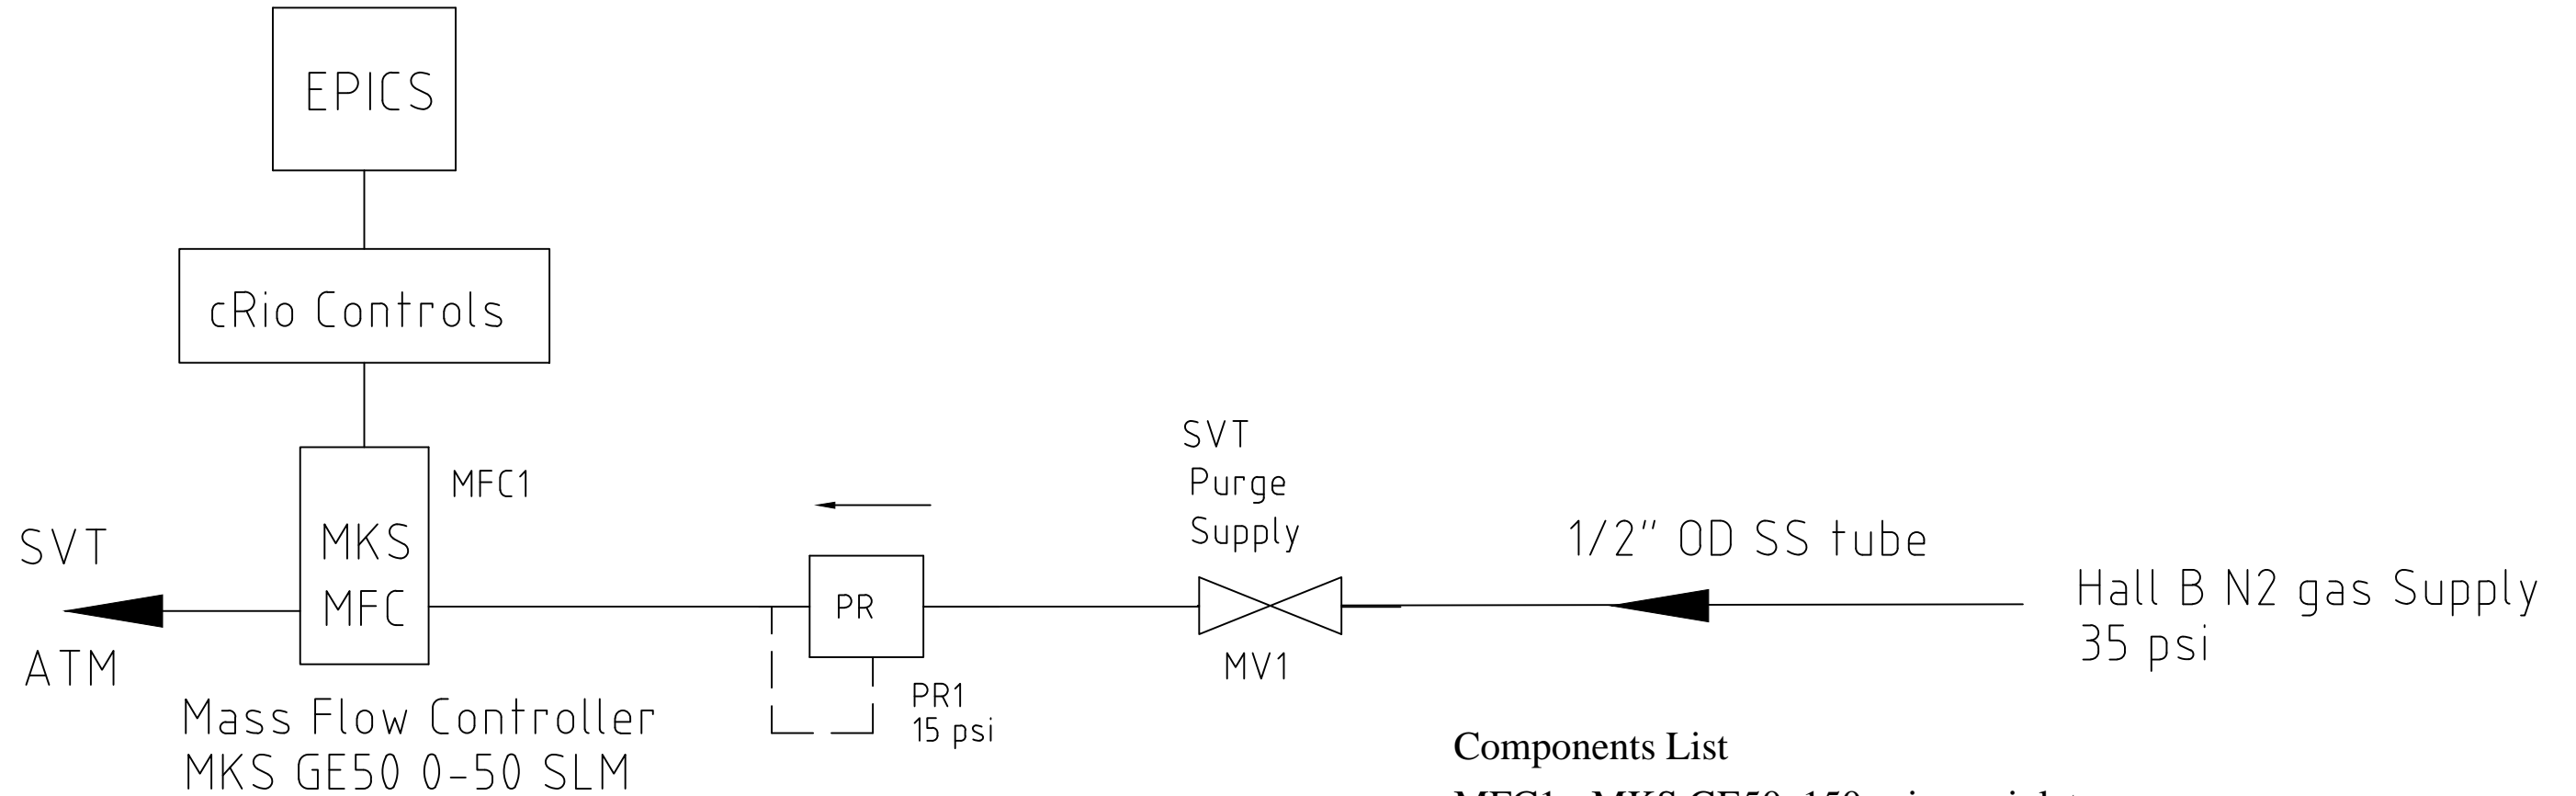 EPICS
cRio Controls
MFC1
MKS
MFC
SVT
ATM
Mass Flow Controller
MKS GE50 0-50 SLM
PR
PR1
15 psi
SVT
Purge
Supply
MV1
1/2" OD SS tube
Hall B N2 gas Supply
35 psi
Components List